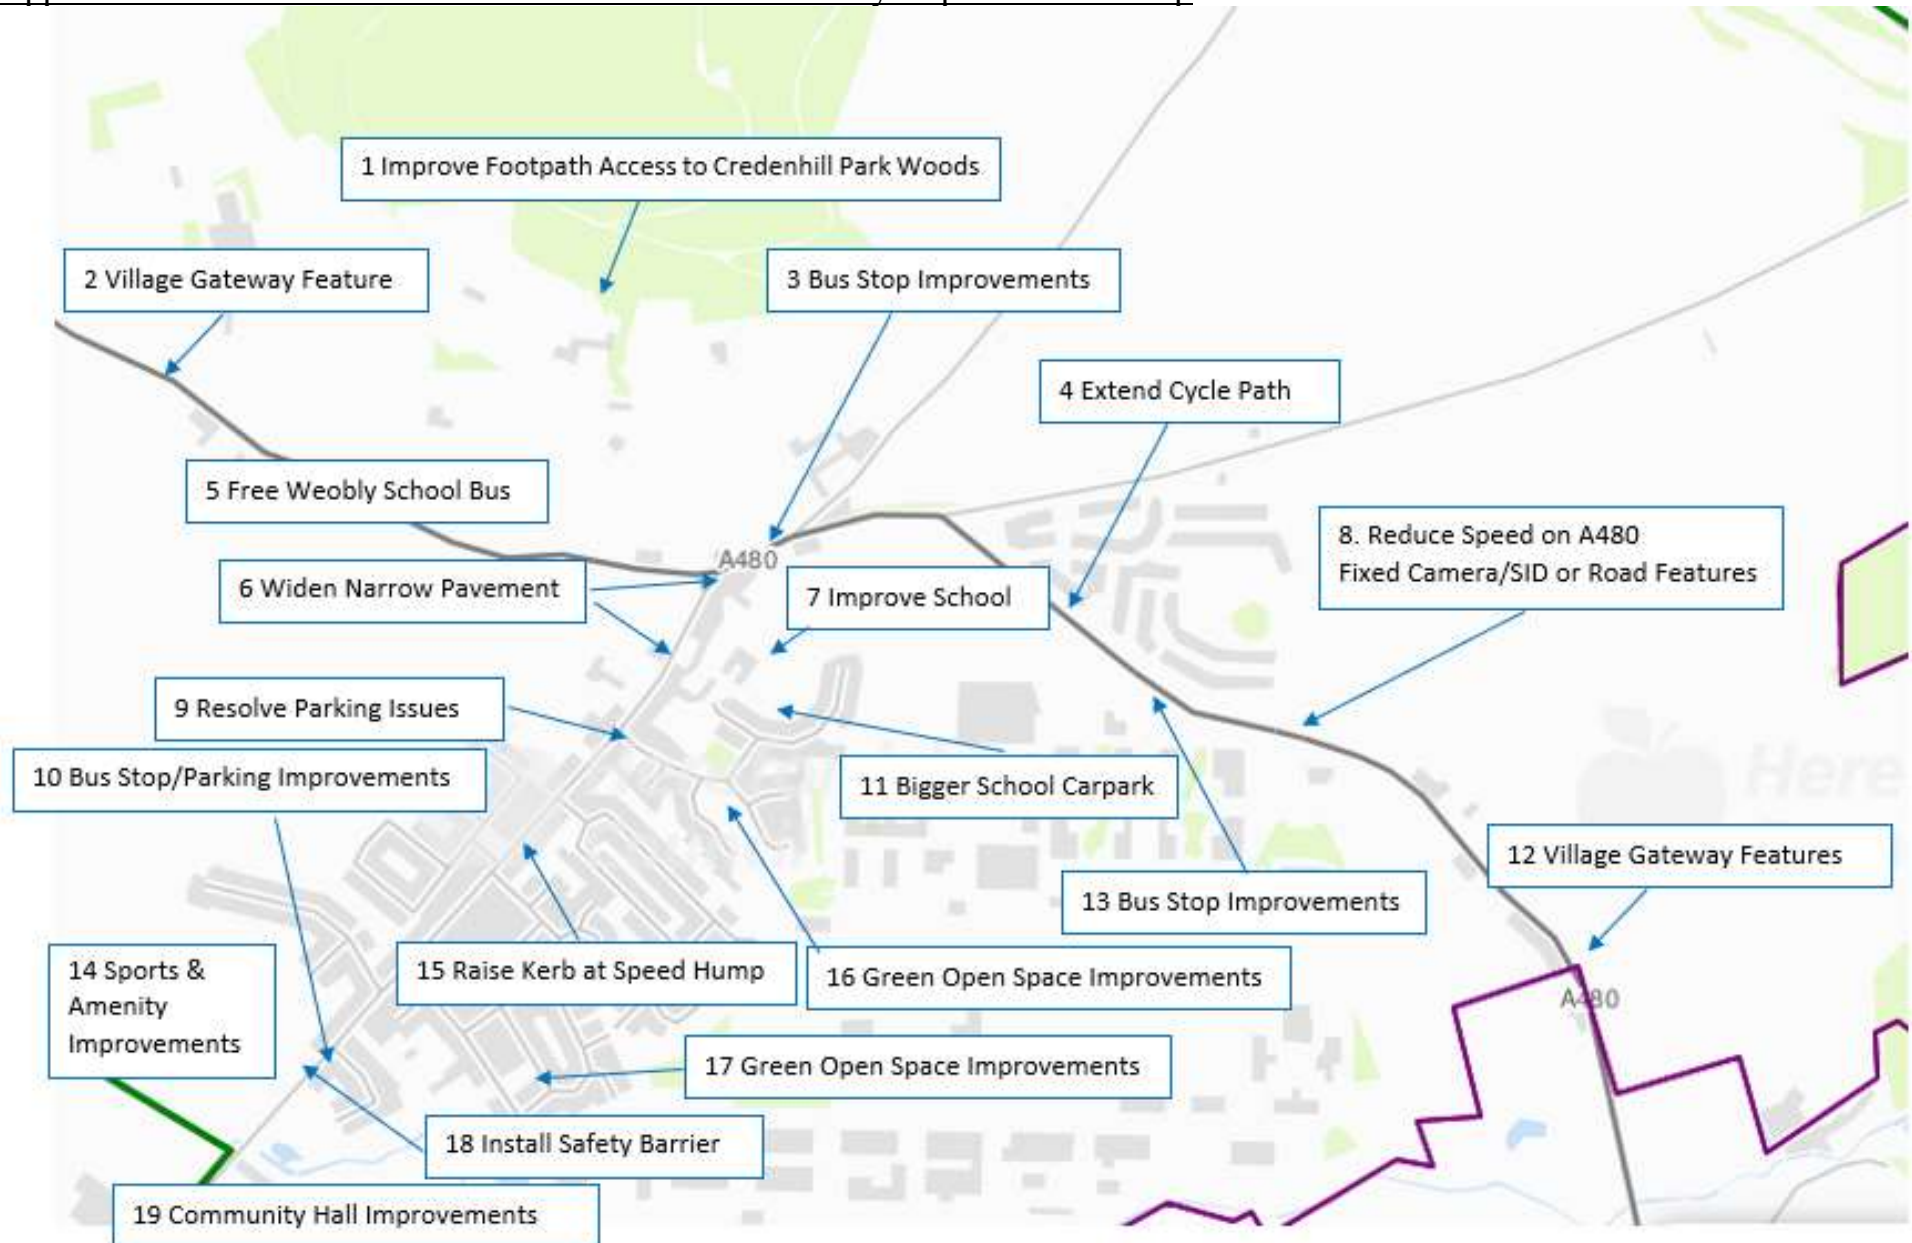 1 Improve Footpath Access to Credenhill Park Woods
2 Village Gateway Feature
3 Bus Stop Improvements
4 Extend Cycle Path
5 Free Weobly School Bus
8. Reduce Speed on A480
Fixed Camera/SID or Road Features
A480
6 Widen Narrow Pavement
7 Improve School
9 Resolve Parking Issues
10 Bus Stop/Parking Improvements
11 Bigger School Carpark
Here
12 Village Gateway Features
13 Bus Stop Improvements
14 Sports &
Amenity
Improvements
15 Raise Kerb at Speed Hump
16 Green Open Space Improvements
A480
17 Green Open Space Improvements
18 Install Safety Barrier
19 Community Hall Improvements